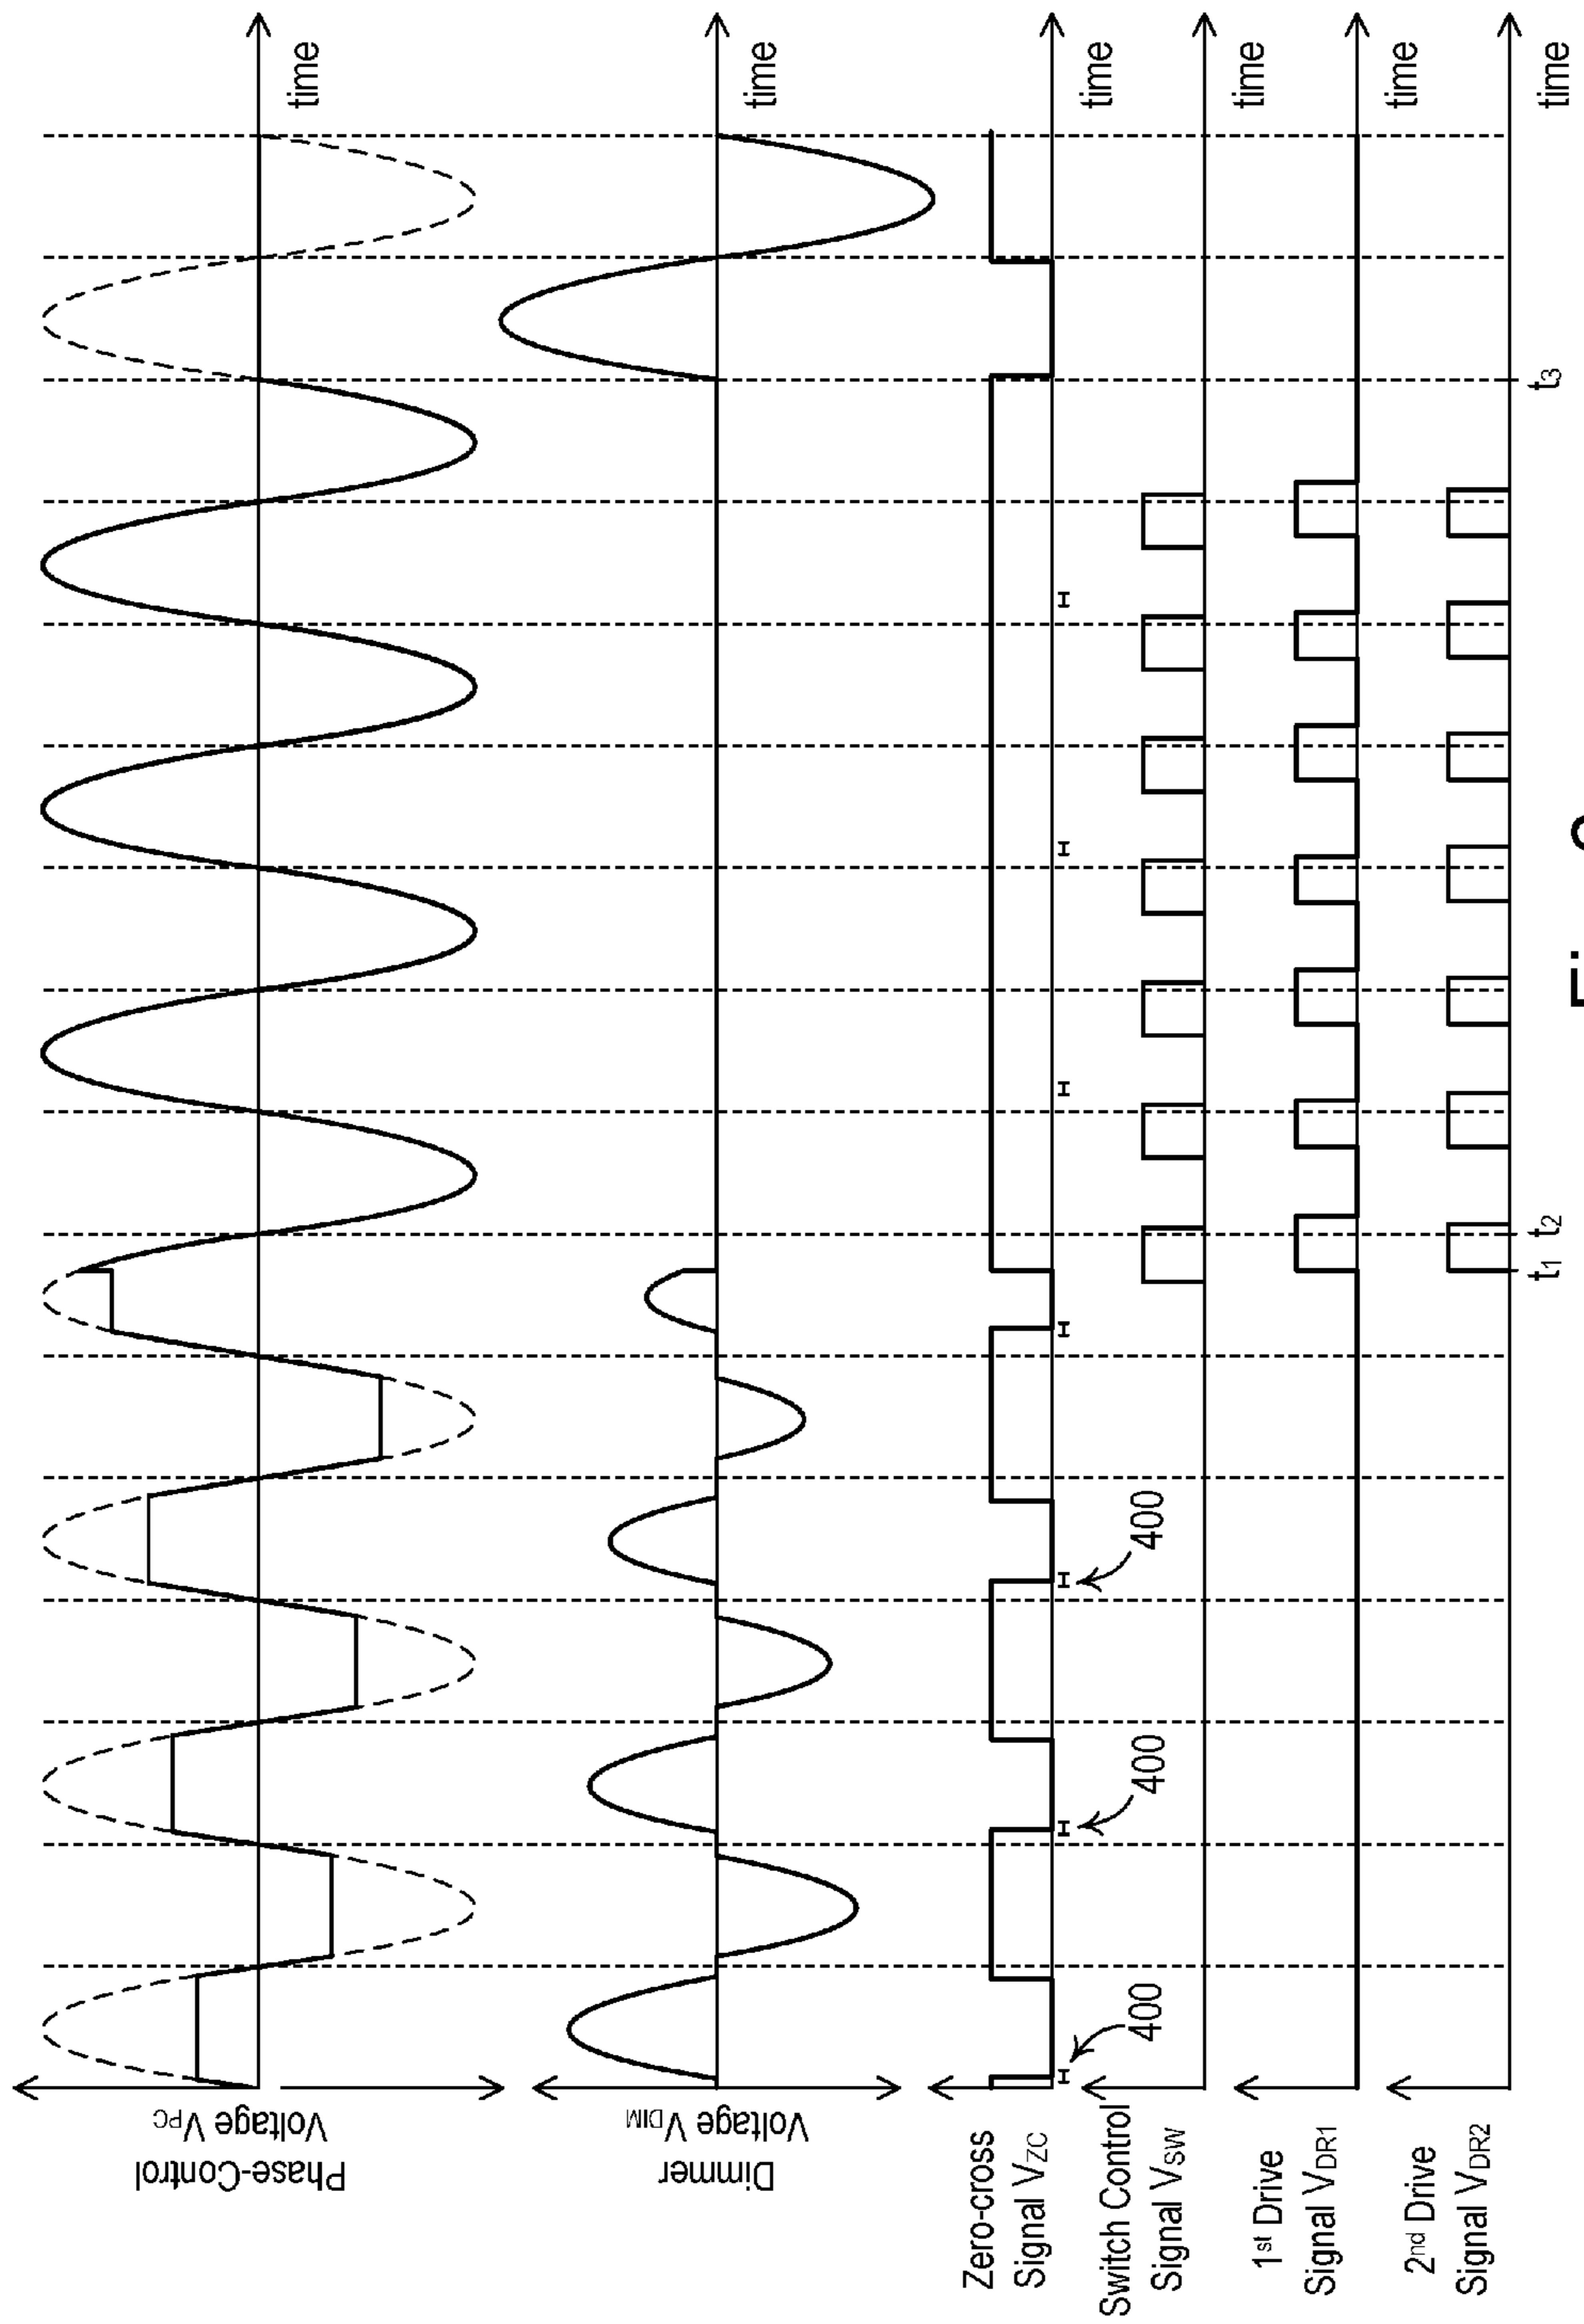 Phase-Control
Voltage VPC
time
Dimmer
Voltage VDIM
time
Zero-cross
Signal VZC
400
400
400
time
Switch Control
Signal VSW
time
1st Drive
Signal VDR1
time
2nd Drive
Signal VDR2
time
t1
t2
t3